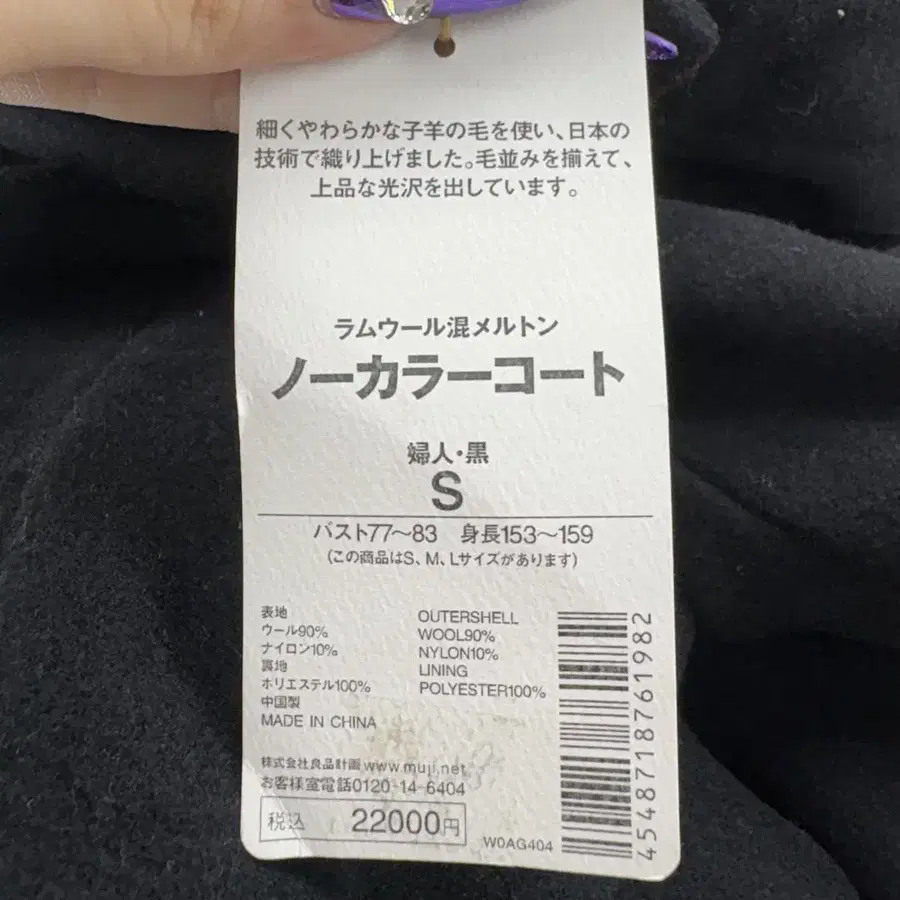 細くやわらかな子羊の毛を使い、日本の
技術で織り上げました。毛並みを揃えて、
上品な光沢を出しています。
ラムウール混メルトン
ノーカラーコート
婦人・黒
S
バスト77〜83 身長153〜159
(この商品はS、M、Lサイズがあります)
表地
ウール90%
ナイロン10%
裏地
ポリエステル100%
中国製
MADE IN CHINA
OUTERSHELL
WOOL90%
NYLON10%
LINING
POLYESTER100%
株式会社良品計画 www.muji.net
お客様室電話0120-14-6404
税込 22000円
W0AG404
4548718761982